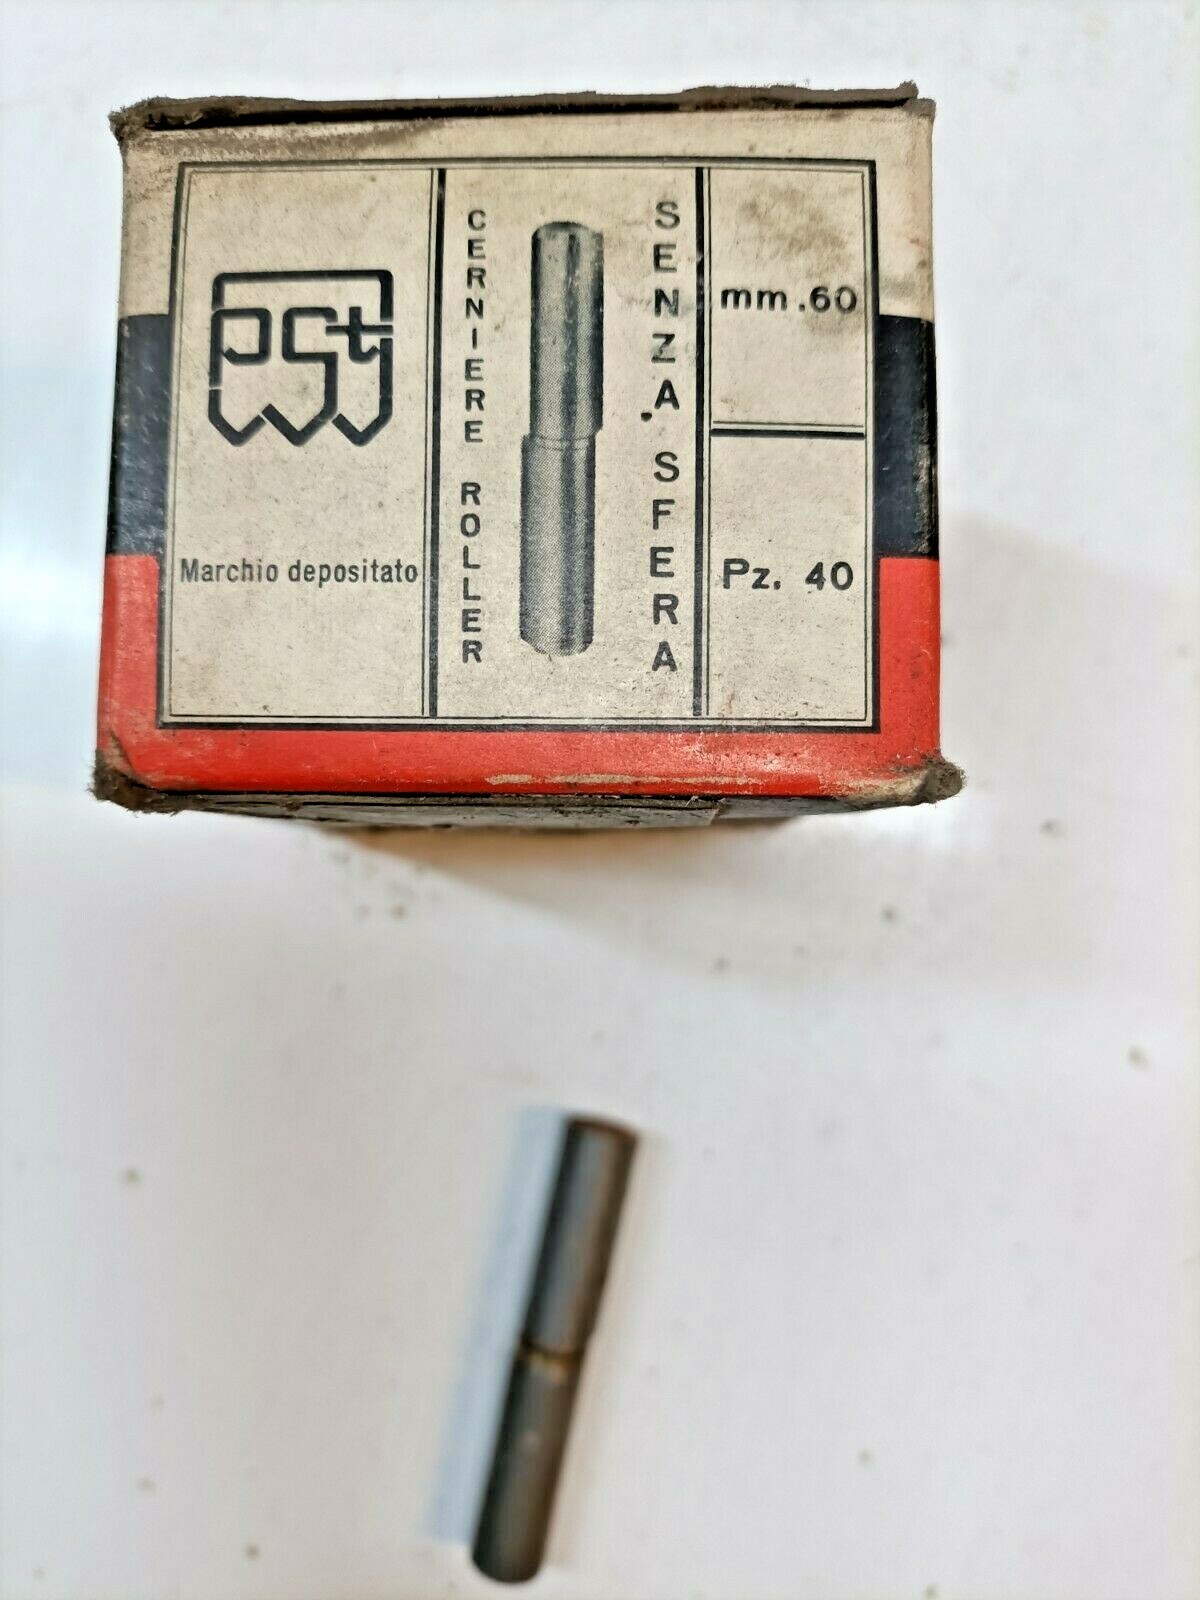 PSt
Marchio depositato
CERNIERE ROLLER
SENZA SFERA
mm.60
Pz. 40